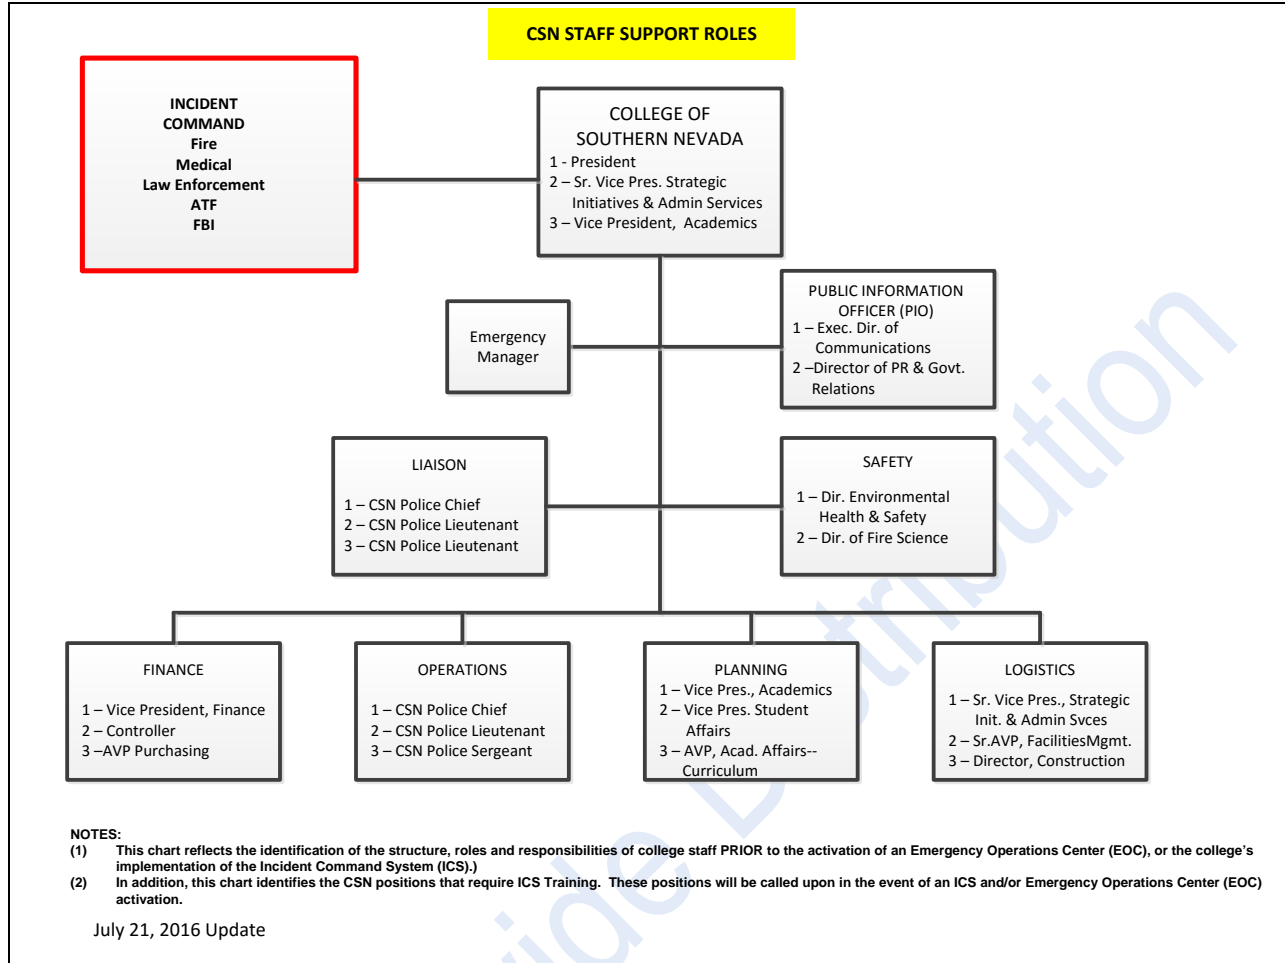 CSN STAFF SUPPORT ROLES
INCIDENT
COMMAND
Fire
Medical
Law Enforcement
ATF
FBI
COLLEGE OF
SOUTHERN NEVADA
1 - President
2 – Sr. Vice Pres. Strategic
Initiatives & Admin Services
3 – Vice President, Academics
Emergency
Manager
PUBLIC INFORMATION
OFFICER (PIO)
1 – Exec. Dir. of
Communications
2 –Director of PR & Govt.
Relations
LIAISON
1 – CSN Police Chief
2 – CSN Police Lieutenant
3 – CSN Police Lieutenant
SAFETY
1 – Dir. Environmental
Health & Safety
2 – Dir. of Fire Science
FINANCE
1 – Vice President, Finance
2 – Controller
3 –AVP Purchasing
OPERATIONS
1 – CSN Police Chief
2 – CSN Police Lieutenant
3 – CSN Police Sergeant
PLANNING
1 – Vice Pres., Academics
2 – Vice Pres. Student
Affairs
3 – AVP, Acad. Affairs--
Curriculum
LOGISTICS
1 – Sr. Vice Pres., Strategic
Init. & Admin Svces
2 – Sr.AVP, FacilitiesMgmt.
3 – Director, Construction
NOTES:
(1) This chart reflects the identification of the structure, roles and responsibilities of college staff PRIOR to the activation of an Emergency Operations Center (EOC), or the college's
implementation of the Incident Command System (ICS).)
(2) In addition, this chart identifies the CSN positions that require ICS Training. These positions will be called upon in the event of an ICS and/or Emergency Operations Center (EOC)
activation.
July 21, 2016 Update